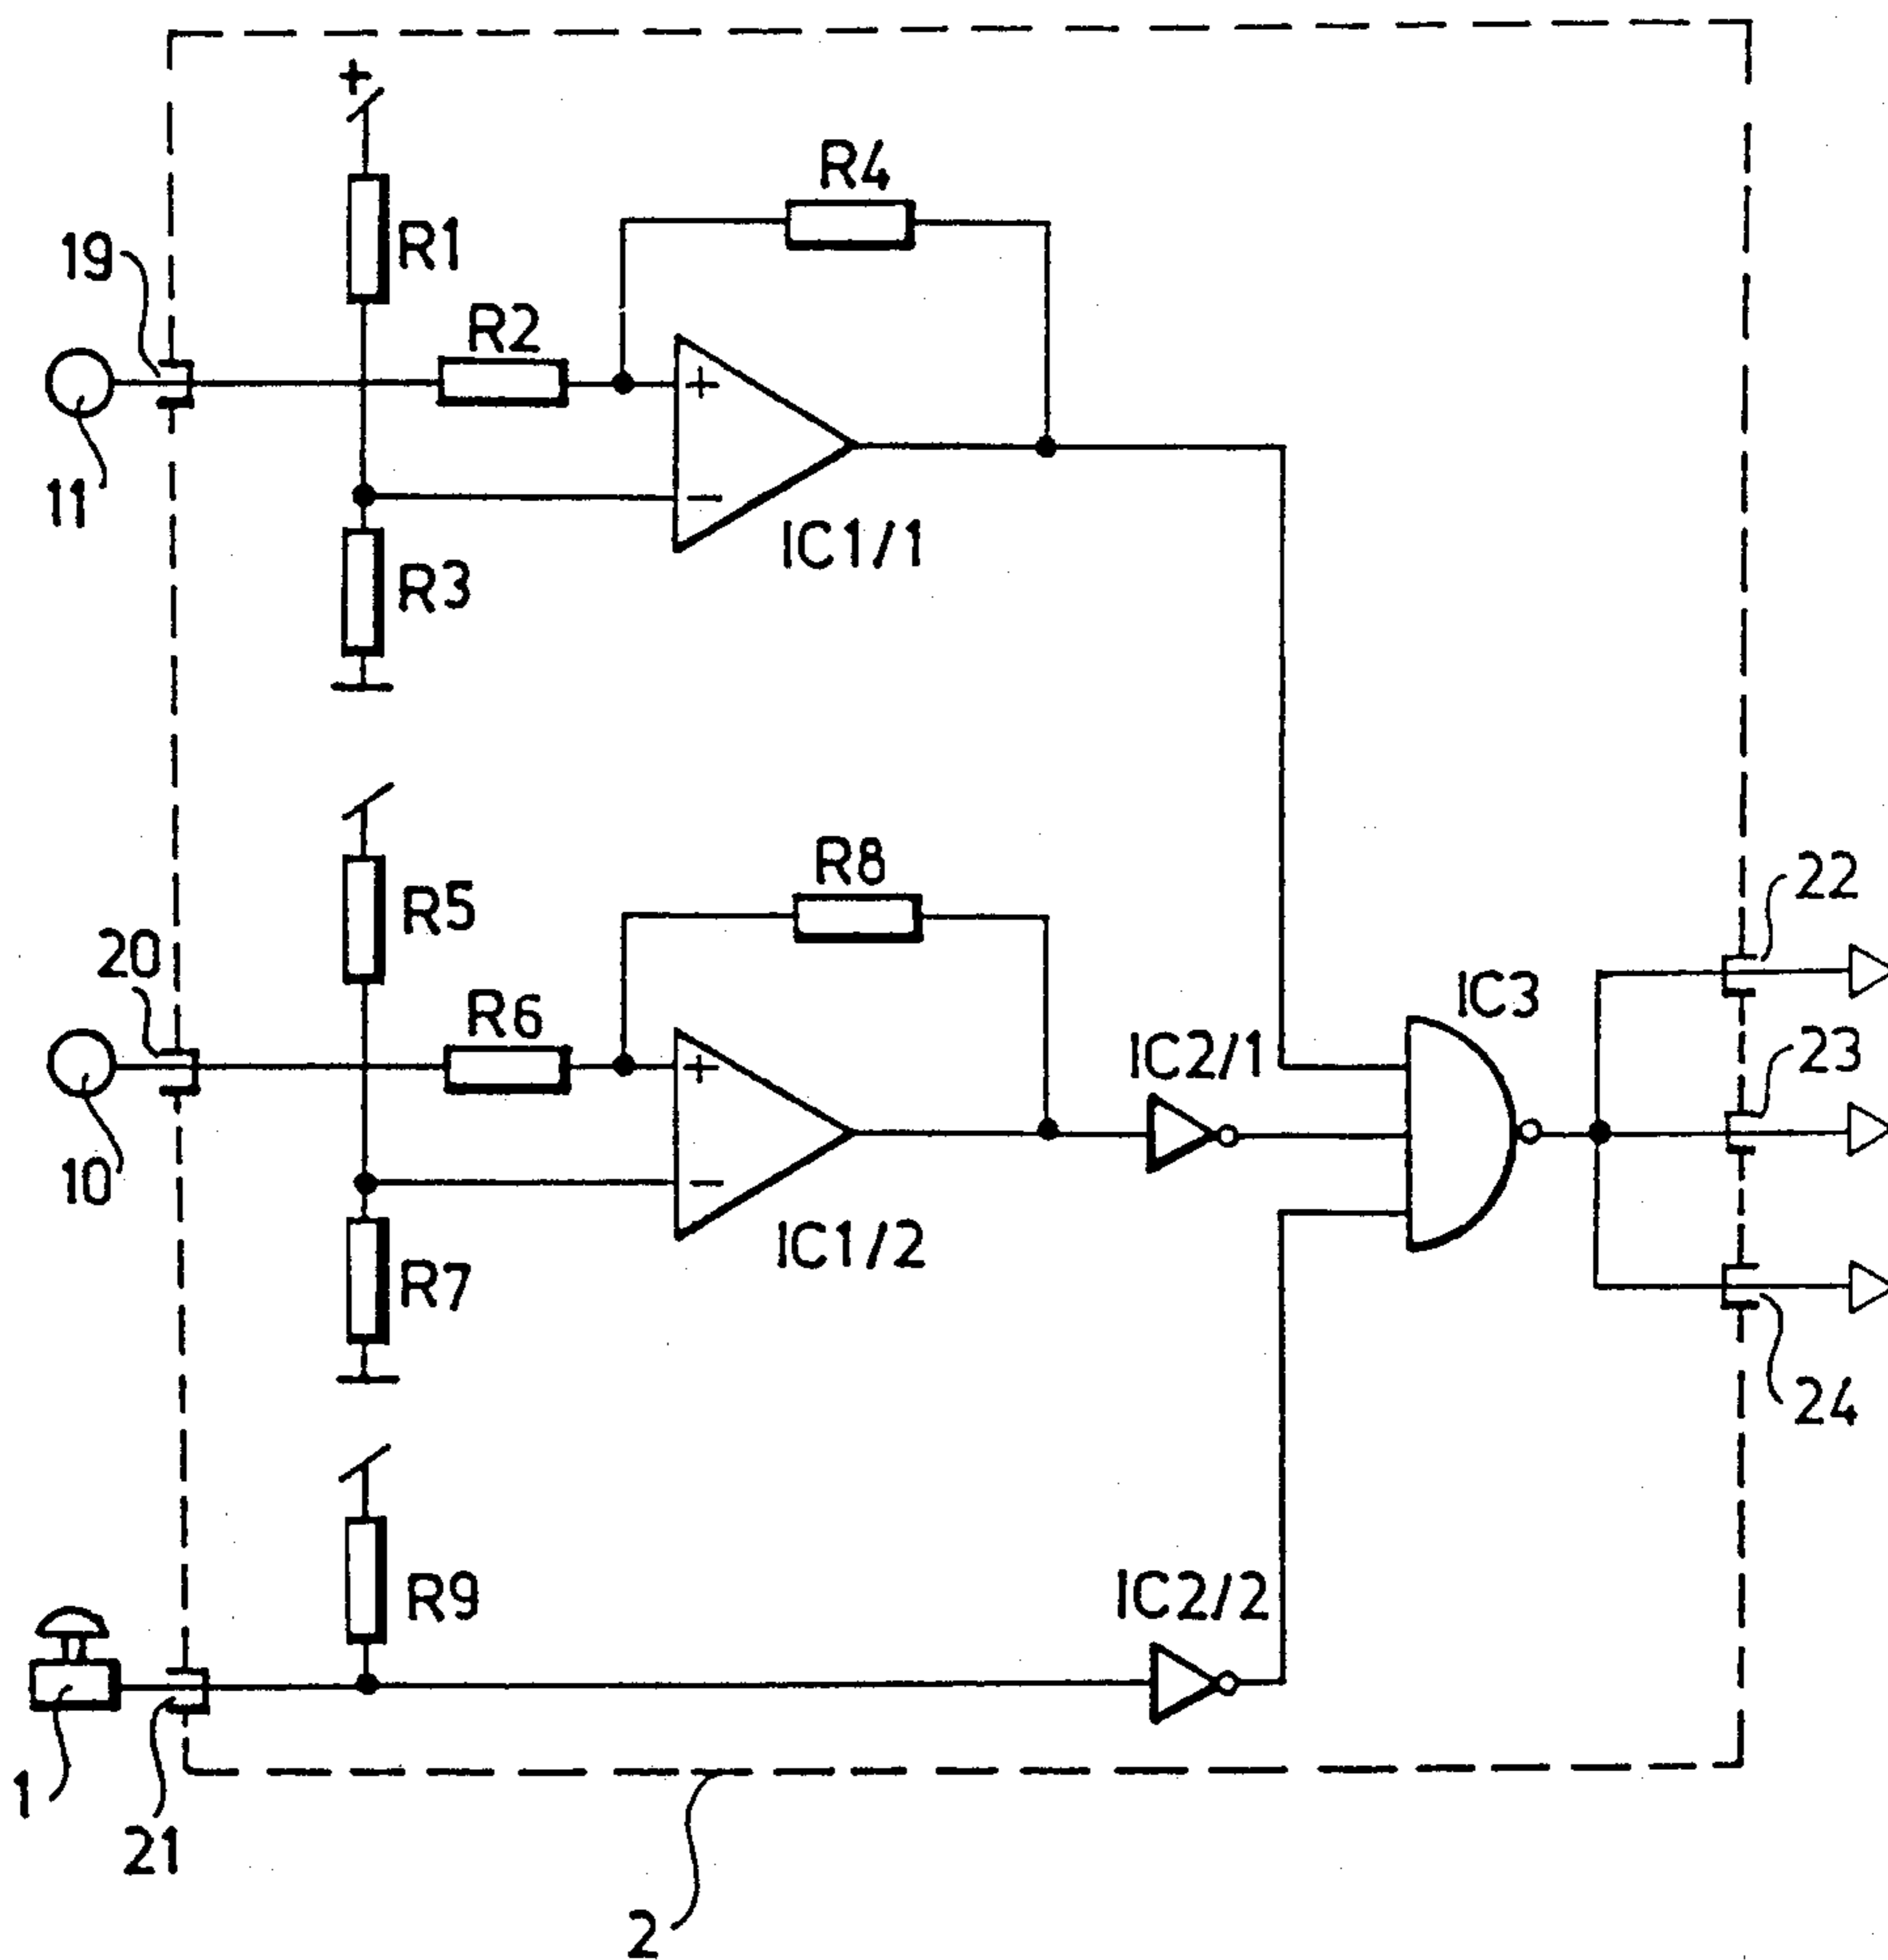 +
R4
R1
19
R2
+
11
−
IC1/1
R3
R8
22
R5
20
IC3
R6
23
IC2/1
+
10
−
IC1/2
R7
24
IC2/2
R9
1
21
2